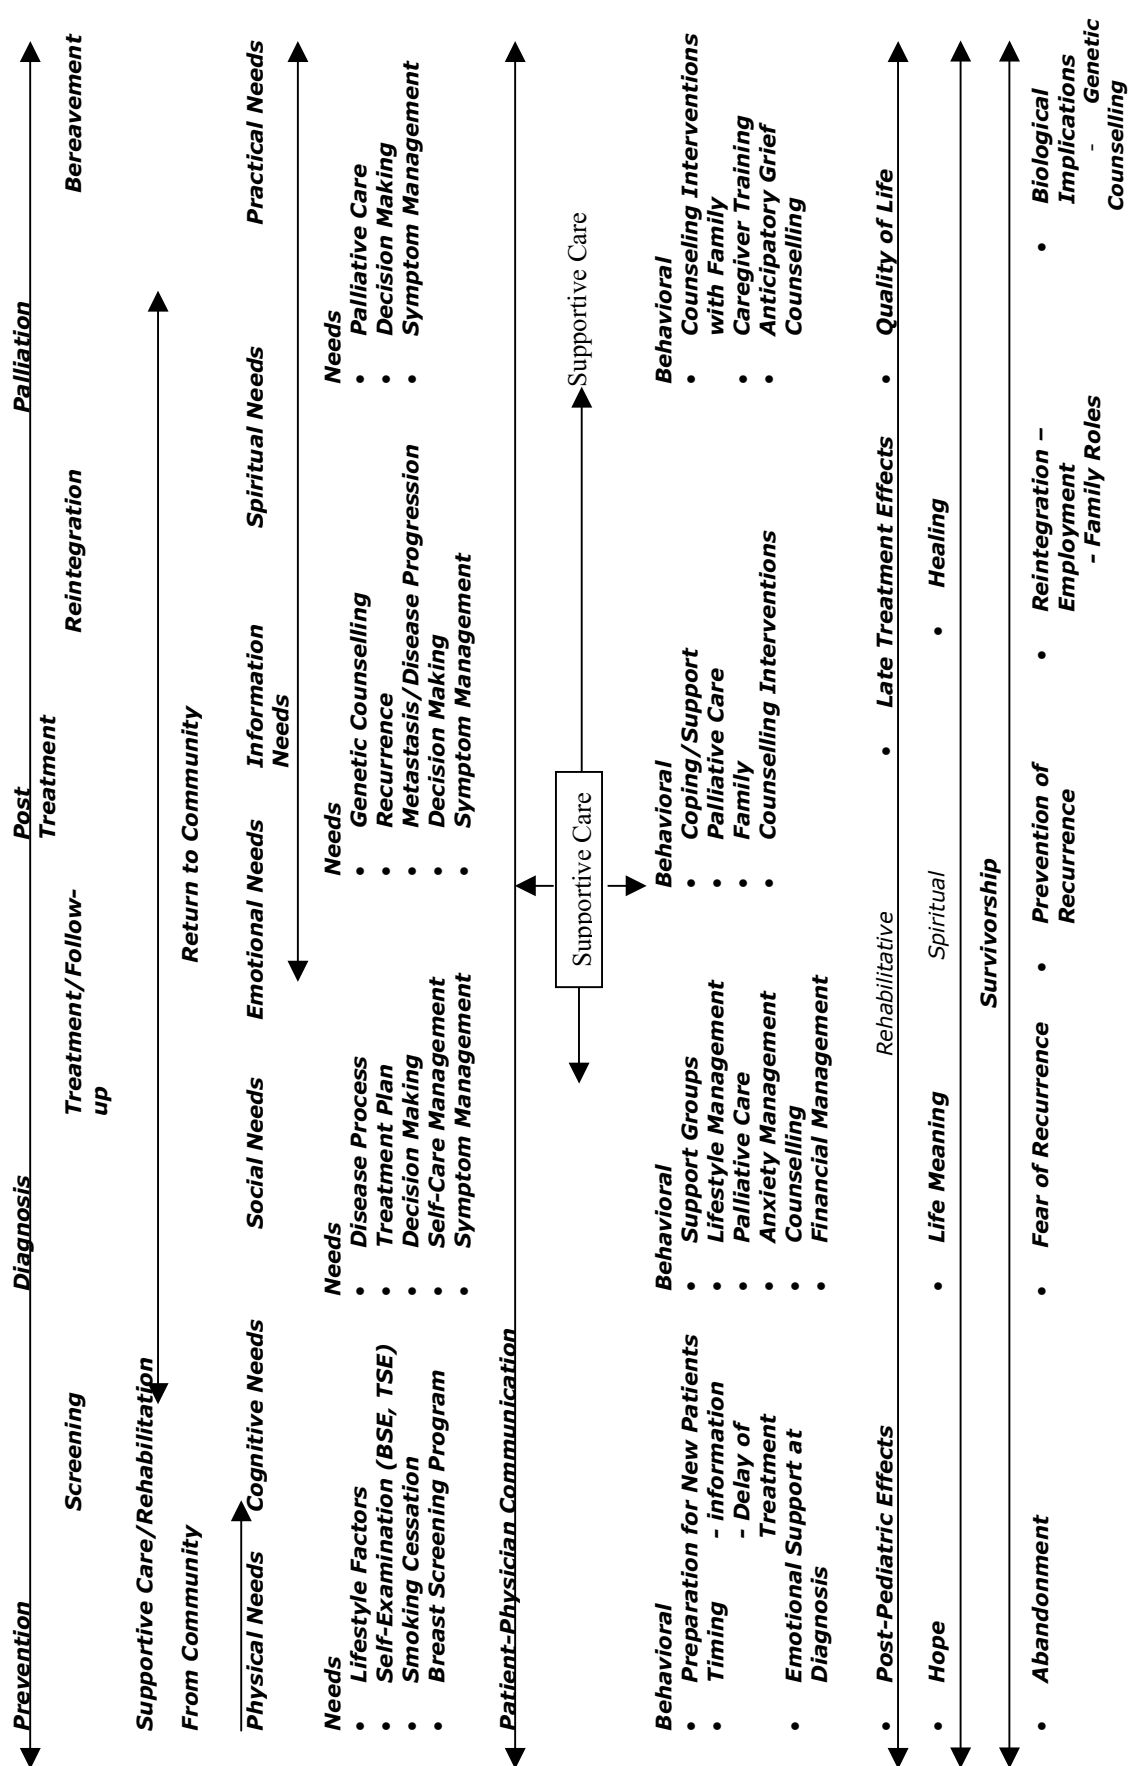 Prevention
Diagnosis
Post
Treatment
Palliation
Screening
Treatment/Follow-
up
Reintegration
Bereavement
Supportive Care/Rehabilitation
From Community
Return to Community
Physical Needs
Cognitive Needs
Social Needs
Emotional Needs
Information
Needs
Spiritual Needs
Practical Needs
Needs
• Lifestyle Factors
• Self-Examination (BSE, TSE)
• Smoking Cessation
• Breast Screening Program
Needs
• Disease Process
• Treatment Plan
• Decision Making
• Self-Care Management
• Symptom Management
Needs
• Genetic Counselling
• Recurrence
• Metastasis/Disease Progression
• Decision Making
• Symptom Management
Needs
• Palliative Care
• Decision Making
• Symptom Management
Patient-Physician Communication
Supportive Care
Supportive Care
Behavioral
• Preparation for New Patients
• Timing - information
- Delay of
Treatment
• Emotional Support at
Diagnosis
Behavioral
• Support Groups
• Lifestyle Management
• Palliative Care
• Anxiety Management
• Counselling
• Financial Management
Behavioral
• Coping/Support
• Palliative Care
• Family
• Counselling Interventions
Behavioral
• Counseling Interventions
with Family
• Caregiver Training
• Anticipatory Grief
Counselling
• Post-Pediatric Effects
Rehabilitative
• Late Treatment Effects
• Quality of Life
• Hope
• Life Meaning
Spiritual
• Healing
Survivorship
• Abandonment
• Fear of Recurrence
• Prevention of
Recurrence
• Reintegration –
Employment
- Family Roles
• Biological
Implications
- Genetic
Counselling